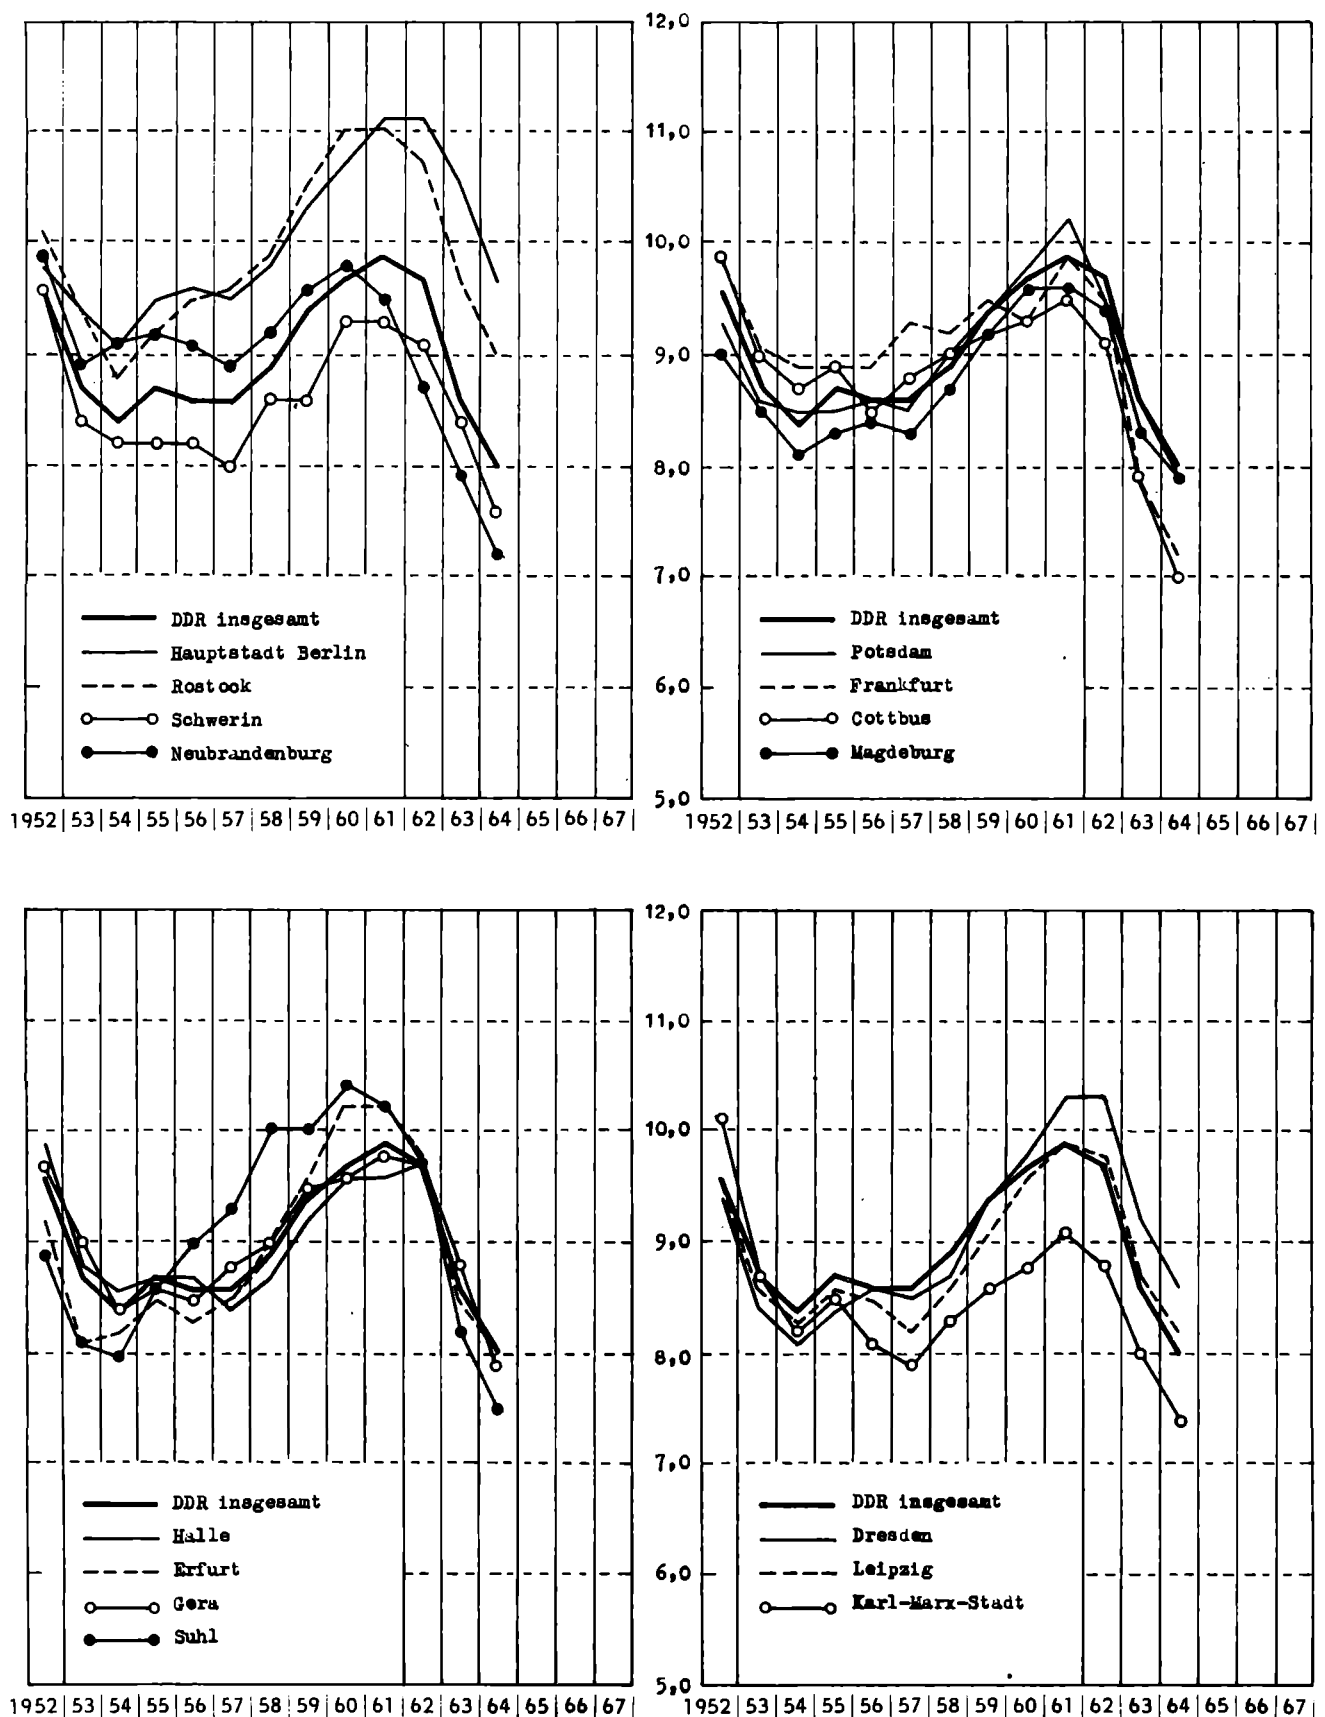 12,0
11,0
10,0
9,0
8,0
7,0
6,0
5,0
DDR insgesamt
Hauptstadt Berlin
Rostock
Schwerin
Neubrandenburg
1952 | 53 | 54 | 55 | 56 | 57 | 58 | 59 | 60 | 61 | 62 | 63 | 64 | 65 | 66 | 67 |
DDR insgesamt
Potsdam
Frankfurt
Cottbus
Magdeburg
1952 | 53 | 54 | 55 | 56 | 57 | 58 | 59 | 60 | 61 | 62 | 63 | 64 | 65 | 66 | 67 |
12,0
11,0
10,0
9,0
8,0
7,0
6,0
5,0
DDR insgesamt
Halle
Erfurt
Gera
Suhl
1952 | 53 | 54 | 55 | 56 | 57 | 58 | 59 | 60 | 61 | 62 | 63 | 64 | 65 | 66 | 67 |
DDR insgesamt
Dresden
Leipzig
Karl-Marx-Stadt
1952 | 53 | 54 | 55 | 56 | 57 | 58 | 59 | 60 | 61 | 62 | 63 | 64 | 65 | 66 | 67 |